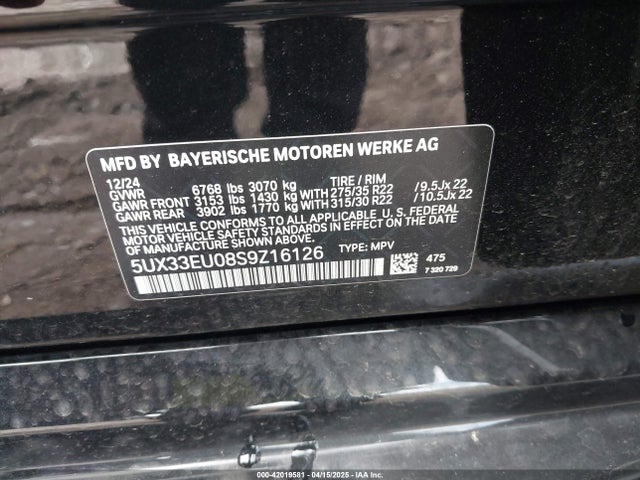 MFD BY BAYERISCHE MOTOREN WERKE AG
12/24
GVWR 6768 lbs 3070 kg TIRE / RIM
GAWR FRONT 3153 lbs 1430 kg WITH 275/35 R22 / 9.5Jx 22
GAWR REAR 3902 lbs 1770 kg WITH 315/30 R22 / 10.5Jx 22
THIS VEHICLE CONFORMS TO ALL APPLICABLE U. S. FEDERAL
MOTOR VEHICLE SAFETY STANDARDS IN EFFECT ON THE DATE
OF MANUFACTURE SHOWN ABOVE.
5UX33EU08S9Z16126 TYPE: MPV
475
7 320 729
000-42019581 - 04/15/2025 - COPYRIGHT IAA, LLC.